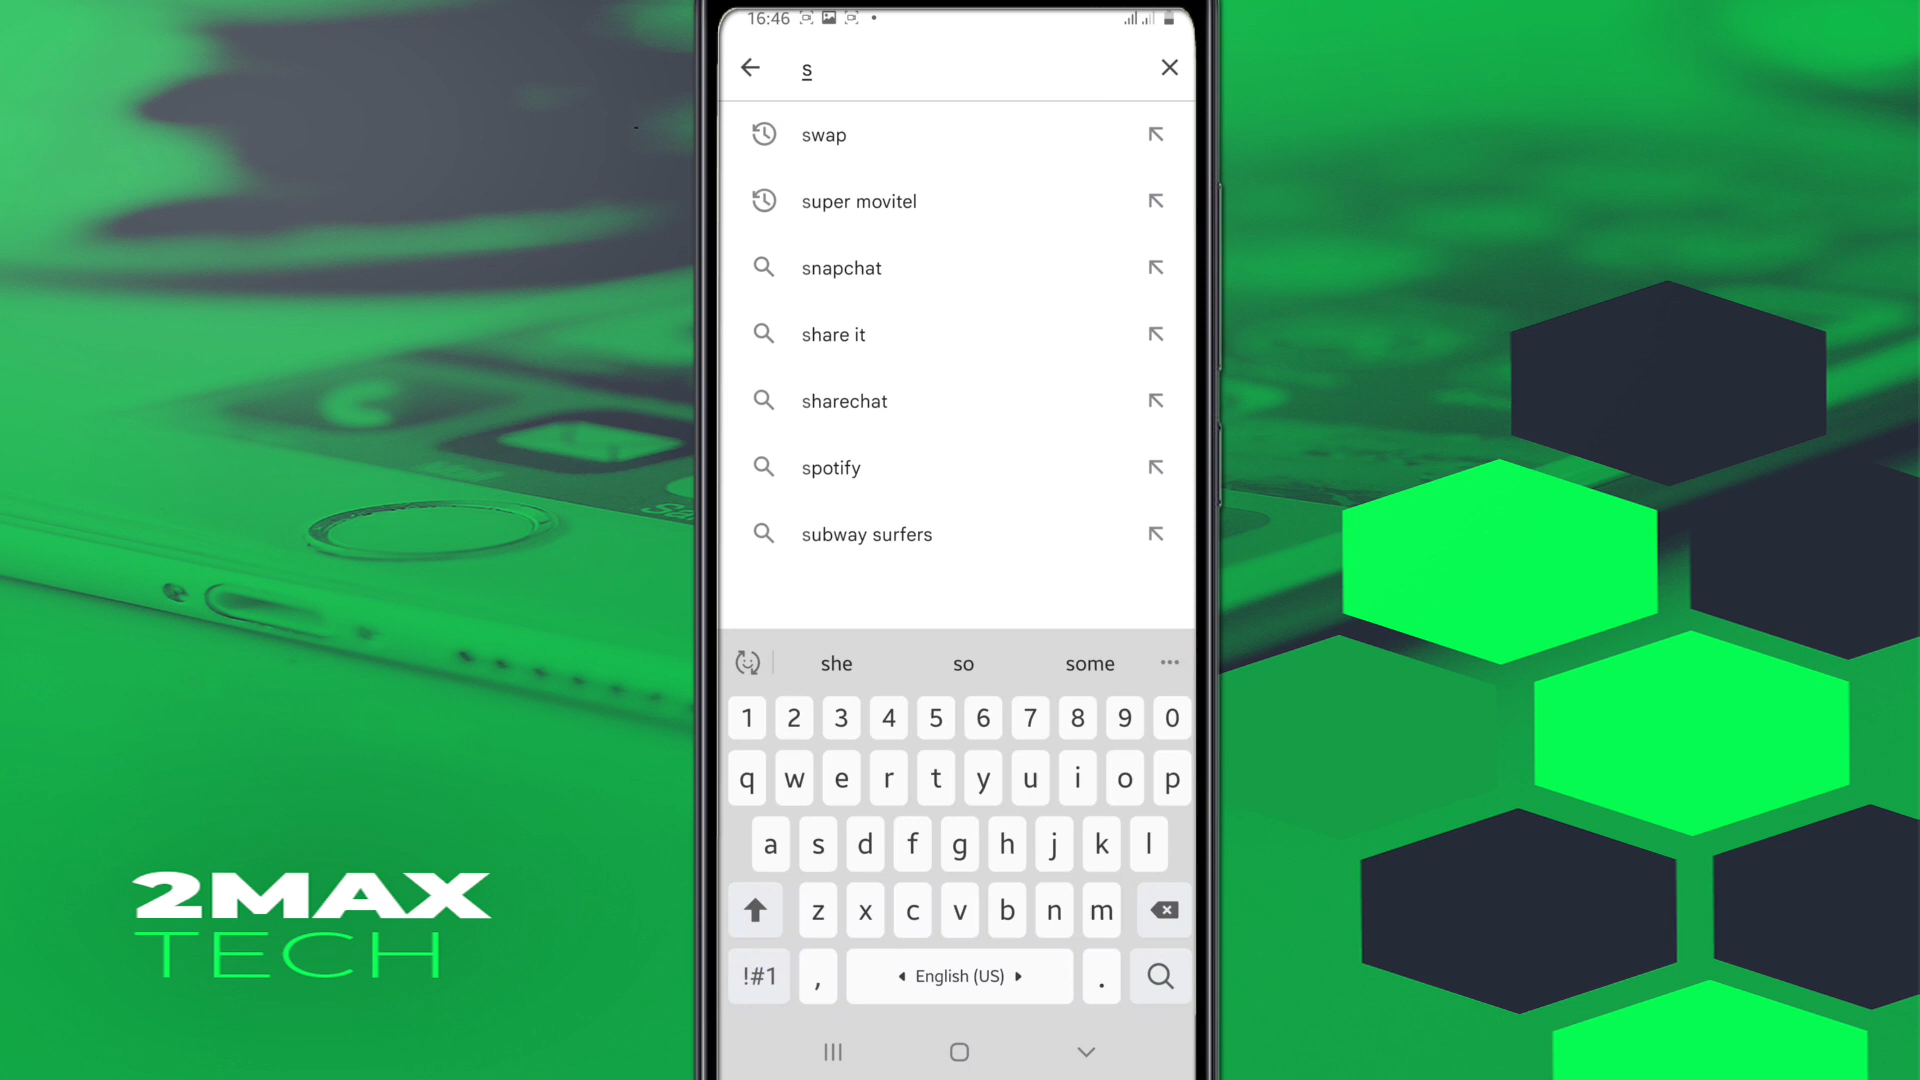 16:46
s
swap
super movitel
snapchat
share it
sharechat
spotify
subway surfers
she so some
1 2 3 4 5 6 7 8 9 0
q w e r t y u i o p
a s d f g h j k l
z x c v b n m
!#1 , English (US) .
2MAX
TECH